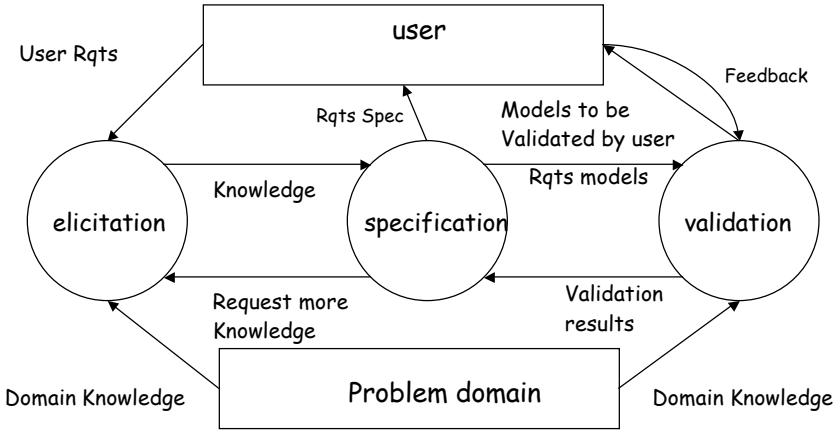 user
User Rqts
Feedback
Rqts Spec
Models to be
Validated by user
Knowledge
Rqts models
elicitation
specification
validation
Request more
Knowledge
Validation
results
Domain Knowledge
Problem domain
Domain Knowledge